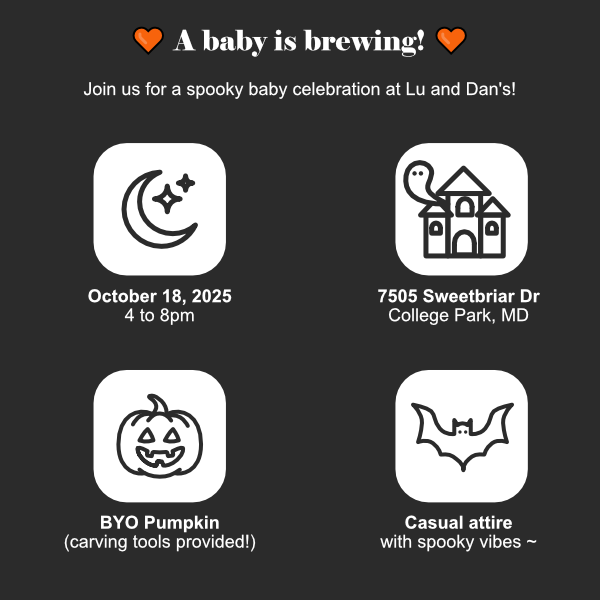 A baby is brewing!
Join us for a spooky baby celebration at Lu and Dan's!
October 18, 2025
4 to 8pm
7505 Sweetbriar Dr
College Park, MD
BYO Pumpkin
(carving tools provided!)
Casual attire
with spooky vibes ~